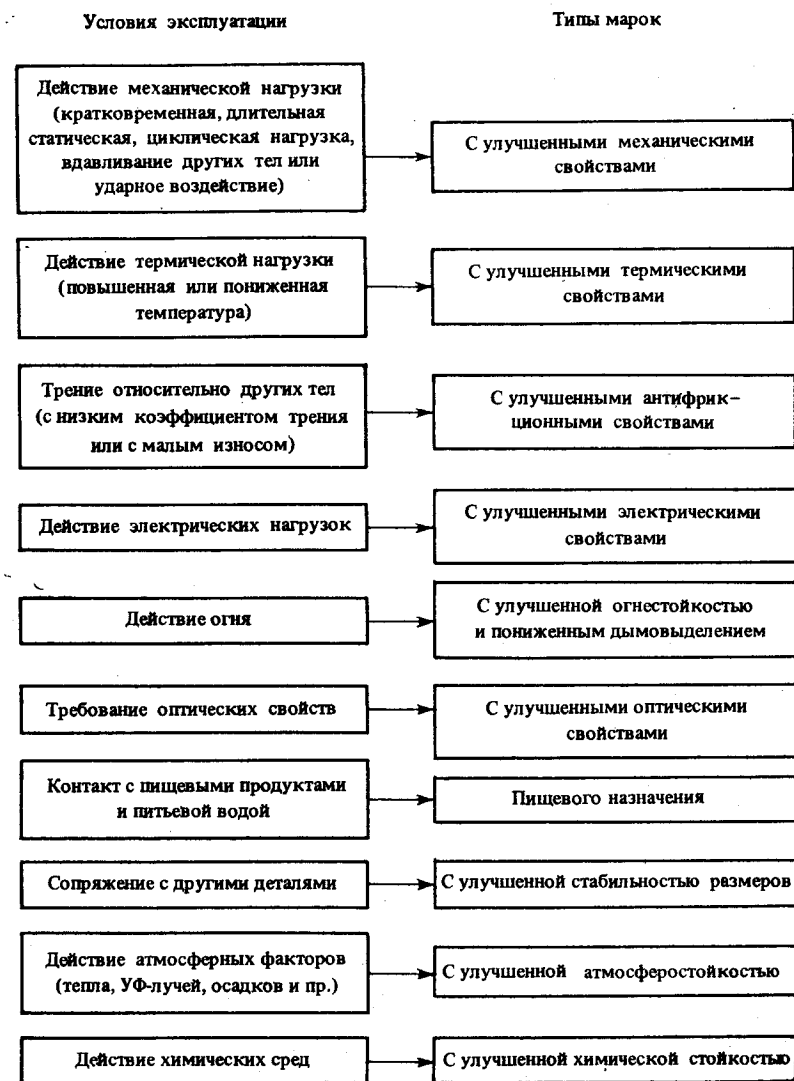 Условия эксплуатации
Типы марок
Действие механической нагрузки
(кратковременная, длительная
статическая, циклическая нагрузка,
вдавливание других тел или
ударное воздействие)
С улучшенными механическими
свойствами
Действие термической нагрузки
(повышенная или пониженная
температура)
С улучшенными термическими
свойствами
Трение относительно других тел
(с низким коэффициентом трения
или с малым износом)
С улучшенными антифрик–
ционными свойствами
Действие электрических нагрузок
С улучшенными электрическими
свойствами
Действие огня
С улучшенной огнестойкостью
и пониженным дымовыделением
Требование оптических свойств
С улучшенными оптическими
свойствами
Контакт с пищевыми продуктами
и питьевой водой
Пищевого назначения
Сопряжение с другими деталями
С улучшенной стабильностью размеров
Действие атмосферных факторов
(тепла, УФ-лучей, осадков и пр.)
С улучшенной атмосферостойкостью
Действие химических сред
С улучшенной химической стойкостью